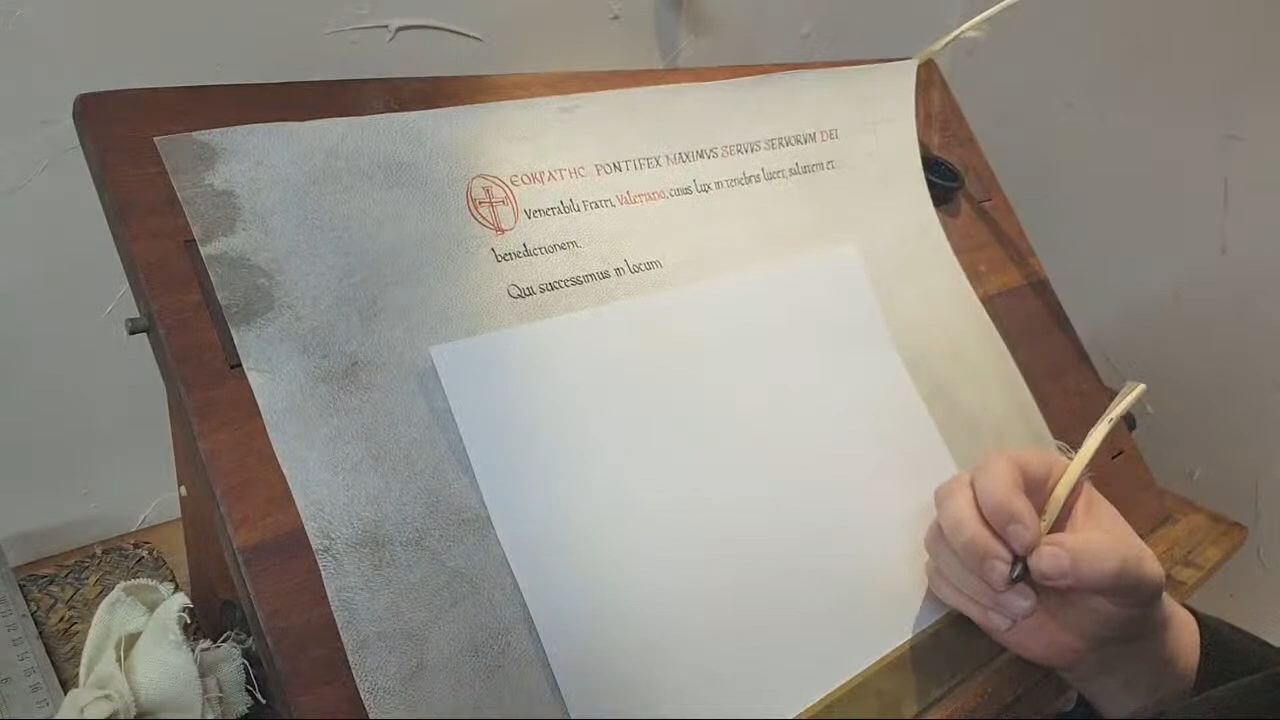 EOKPATHC PONTIFEX MAXIMVS SERVVS SERVORVM DEI
Venerabili Fratri, Valeriano, cuius lux in tenebris lucet, salutem et
benedictionem.
Qui successimus in locum